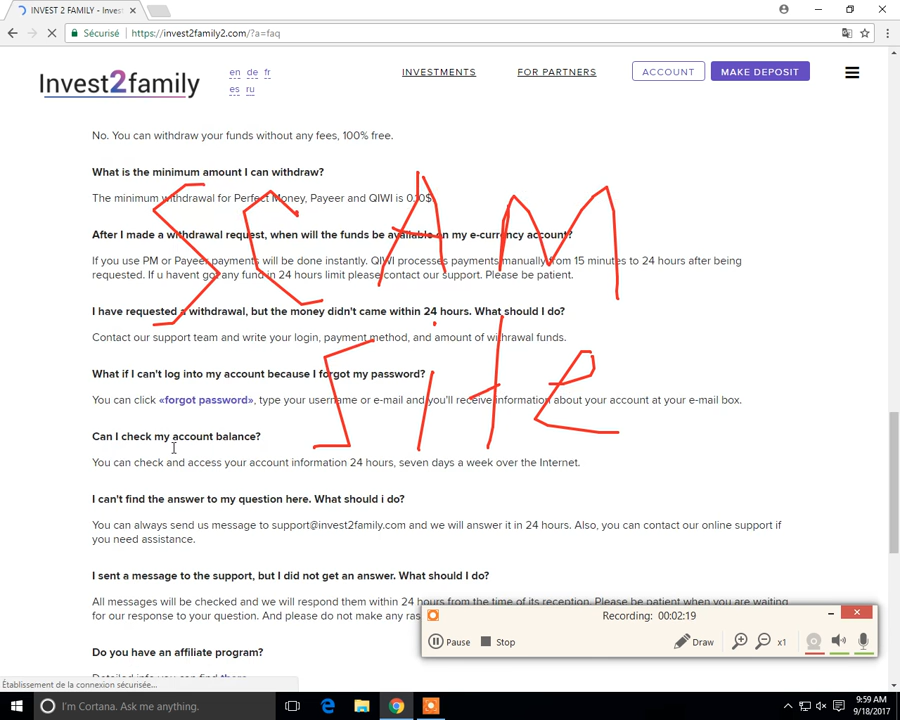 INVEST 2 FAMILY - Invest
Sécurisé
https://invest2family2.com/?a=faq
Invest2family
en de fr
es ru
INVESTMENTS
FOR PARTNERS
ACCOUNT
MAKE DEPOSIT
No. You can withdraw your funds without any fees, 100% free.
What is the minimum amount I can withdraw?
The minimum withdrawal for Perfect Money, Payeer and QIWI is 0.10$
After I made a withdrawal request, when will the funds be available on my e-currency account?
If you use PM or Payeer payments will be done instantly. QIWI processes payments manually from 15 minutes to 24 hours after being
requested. If u havent got any fund in 24 hours limit please contact our support. Please be patient.
SCAM
I have requested a withdrawal, but the money didn't came within 24 hours. What should I do?
Contact our support team and write your login, payment method, and amount of withrawal funds.
What if I can't log into my account because I forgot my password?
You can click «forgot password», type your username or e-mail and you'll receive information about your account at your e-mail box.
Site
Can I check my account balance?
You can check and access your account information 24 hours, seven days a week over the Internet.
I can't find the answer to my question here. What should i do?
You can always send us message to support@invest2family.com and we will answer it in 24 hours. Also, you can contact our online support if
you need assistance.
I sent a message to the support, but I did not get an answer. What should I do?
All messages will be checked and we will respond them within 24 hours from the time of its reception. Please be patient when you are waiting
for our response to your question. And please do not make any
Do you have an affiliate program?
Detailed info you can find there
Recording: 00:02:19
Pause
Stop
Draw
x1
Établissement de la connexion sécurisée...
I'm Cortana. Ask me anything.
9:59 AM
9/18/2017